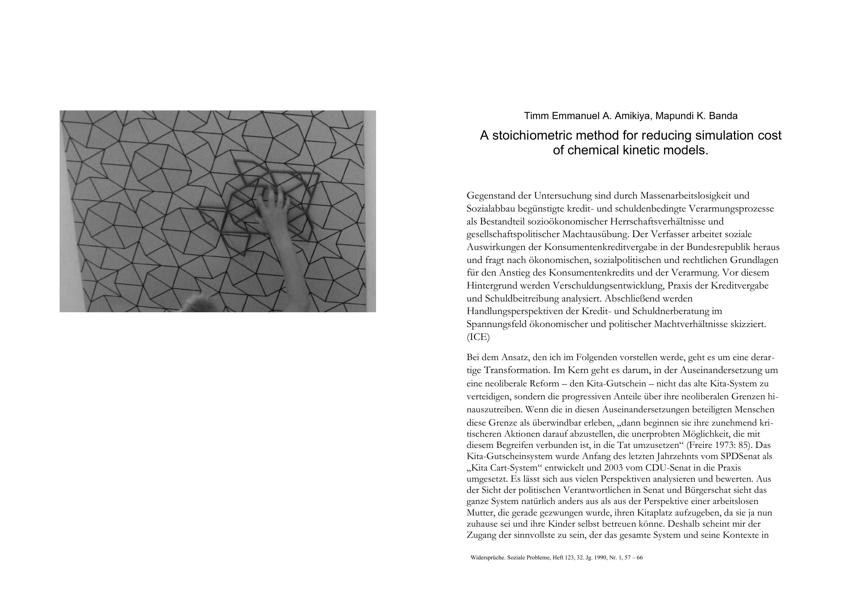 Timm Emmanuel A. Amikiya, Mapundi K. Banda
A stoichiometric method for reducing simulation cost
of chemical kinetic models.
Gegenstand der Untersuchung sind durch Massenarbeitslosigkeit und
Sozialabbau begünstigte kredit- und schuldenbedingte Verarmungsprozesse
als Bestandteil sozioökonomischer Herrschaftsverhältnisse und
gesellschaftspolitischer Machtausübung. Der Verfasser arbeitet soziale
Auswirkungen der Konsumentenkreditvergabe in der Bundesrepublik heraus
und fragt nach ökonomischen, sozialpolitischen und rechtlichen Grundlagen
für den Anstieg des Konsumentenkredits und der Verarmung. Vor diesem
Hintergrund werden Verschuldungsentwicklung, Praxis der Kreditvergabe
und Schuldbeitreibung analysiert. Abschließend werden
Handlungsperspektiven der Kredit- und Schuldnerberatung im
Spannungsfeld ökonomischer und politischer Machtverhältnisse skizziert.
(ICE)
Bei dem Ansatz, den ich im Folgenden vorstellen werde, geht es um eine derar-
tige Transformation. Im Kern geht es darum, in der Auseinandersetzung um
eine neoliberale Reform – den Kita-Gutschein – nicht das alte Kita-System zu
verteidigen, sondern die progressiven Anteile über ihre neoliberalen Grenzen hi-
nauszutreiben. Wenn die in diesen Auseinandersetzungen beteiligten Menschen
diese Grenze als überwindbar erleben, „dann beginnen sie ihre zunehmend kri-
tischeren Aktionen darauf abzustellen, die unerprobten Möglichkeit, die mit
diesem Begreifen verbunden ist, in die Tat umzusetzen“ (Freire 1973: 85). Das
Kita-Gutscheinsystem wurde Anfang des letzten Jahrzehnts vom SPDSenat als
„Kita Cart-System“ entwickelt und 2003 vom CDU-Senat in die Praxis
umgesetzt. Es lässt sich aus vielen Perspektiven analysieren und bewerten. Aus
der Sicht der politischen Verantwortlichen in Senat und Bürgerschat sieht das
ganze System natürlich anders aus als aus der Perspektive einer arbeitslosen
Mutter, die gerade gezwungen wurde, ihren Kitaplatz aufzugeben, da sie ja nun
zuhause sei und ihre Kinder selbst betreuen könne. Deshalb scheint mir der
Zugang der sinnvollste zu sein, der das gesamte System und seine Kontexte in
Widersprüche. Soziale Probleme, Heft 123, 32. Jg. 1990, Nr. 1, 57 – 66